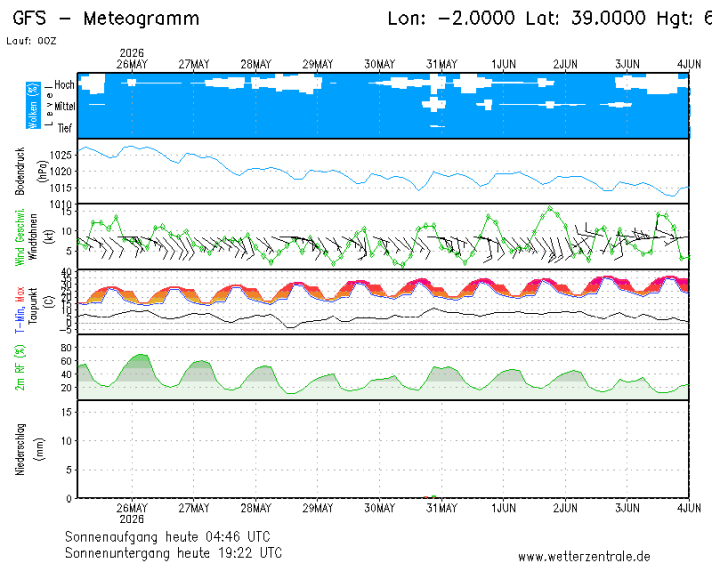 GFS – Meteogramm
Lon: -2.0000 Lat: 39.0000 Hgt: 6
Lauf: 00Z
2026
26MAY 27MAY 28MAY 29MAY 30MAY 31MAY 1JUN 2JUN 3JUN 4JUN
Wolken (%)
Level
Hoch
Mittel
Tief
Bodendruck
(hPa)
1025
1020
1015
1010
Wind Geschwi.
Windfahnen
(kt)
15
10
5
T-Min, Max
Taupunkt
(C)
40
35
30
25
20
15
10
5
0
-5
2m RF (%)
80
60
40
20
Niederschlag
(mm)
15
10
5
0
26MAY 27MAY 28MAY 29MAY 30MAY 31MAY 1JUN 2JUN 3JUN 4JUN
2026
Sonnenaufgang heute 04:46 UTC
Sonnenuntergang heute 19:22 UTC
www.wetterzentrale.de